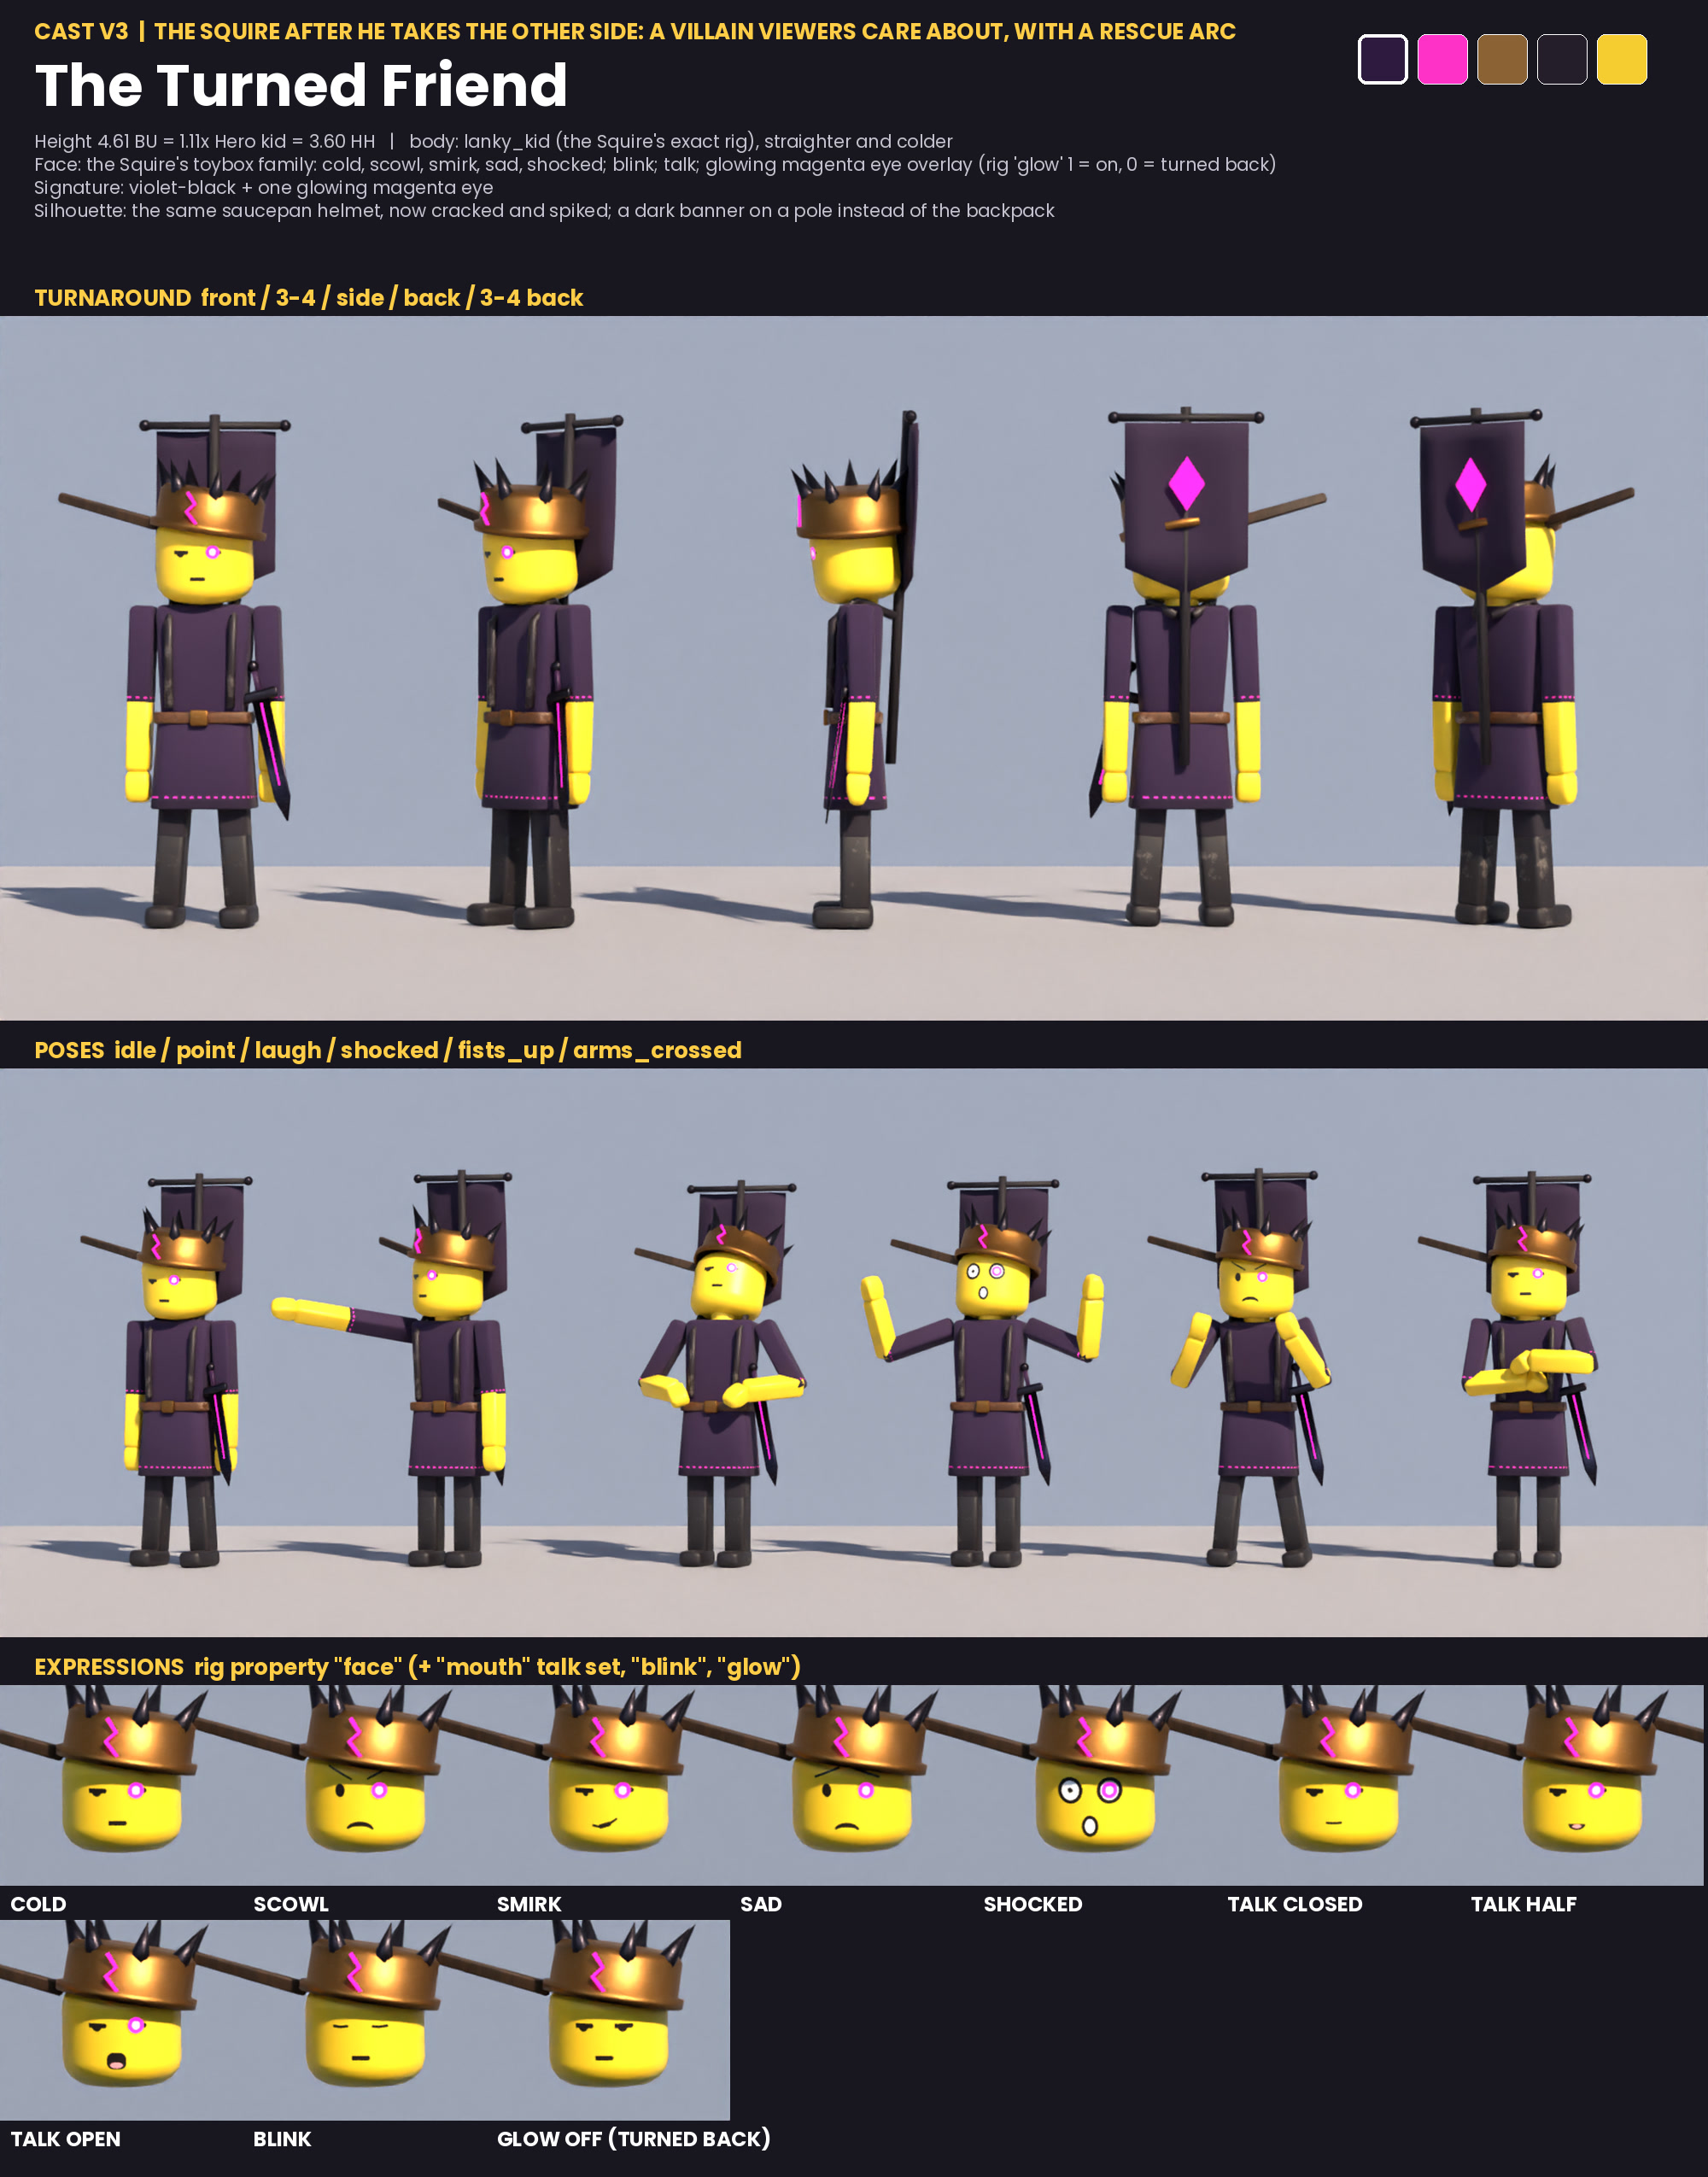 CAST V3 | THE SQUIRE AFTER HE TAKES THE OTHER SIDE: A VILLAIN VIEWERS CARE ABOUT, WITH A RESCUE ARC
The Turned Friend
Height 4.61 BU = 1.11x Hero kid = 3.60 HH | body: lanky_kid (the Squire's exact rig), straighter and colder
Face: the Squire's toybox family: cold, scowl, smirk, sad, shocked; blink; talk; glowing magenta eye overlay (rig 'glow' 1 = on, 0 = turned back)
Signature: violet-black + one glowing magenta eye
Silhouette: the same saucepan helmet, now cracked and spiked; a dark banner on a pole instead of the backpack
TURNAROUND front / 3-4 / side / back / 3-4 back
POSES idle / point / laugh / shocked / fists_up / arms_crossed
EXPRESSIONS rig property "face" (+ "mouth" talk set, "blink", "glow")
COLD SCOWL SMIRK SAD SHOCKED TALK CLOSED TALK HALF
TALK OPEN BLINK GLOW OFF (TURNED BACK)